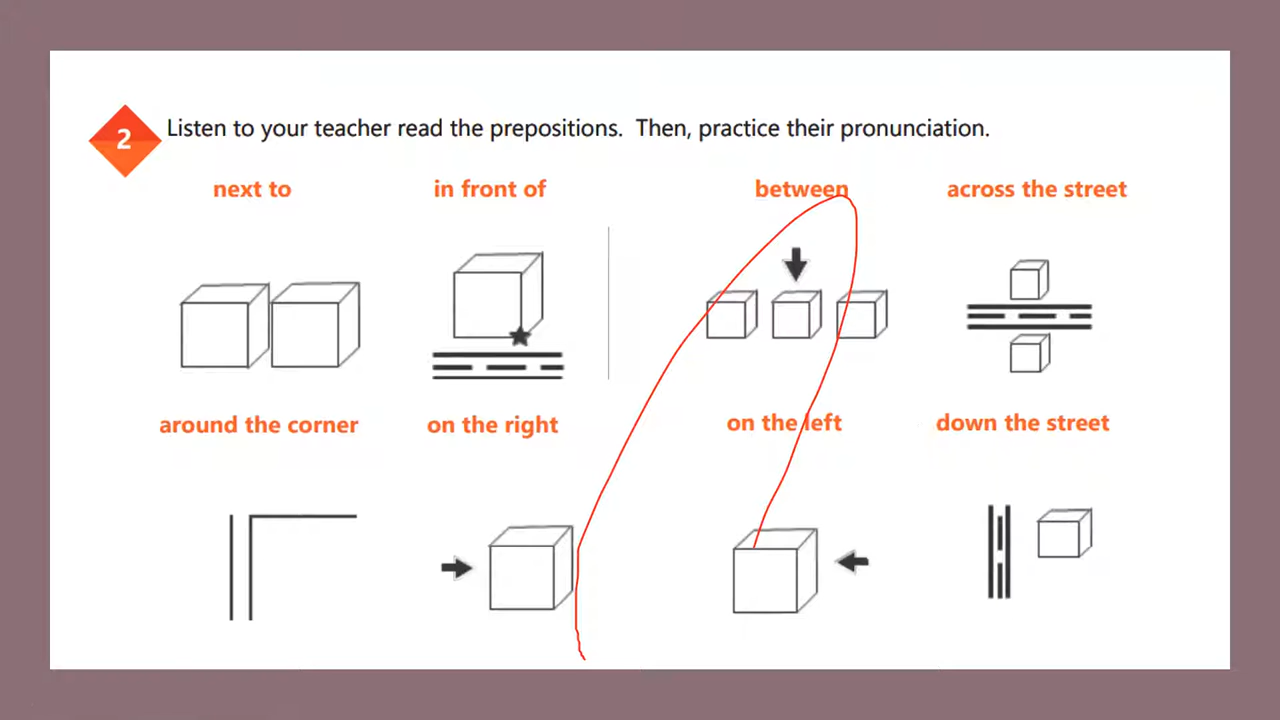 2
Listen to your teacher read the prepositions.  Then, practice their pronunciation.
next to
in front of
between
across the street
around the corner
on the right
on the left
down the street